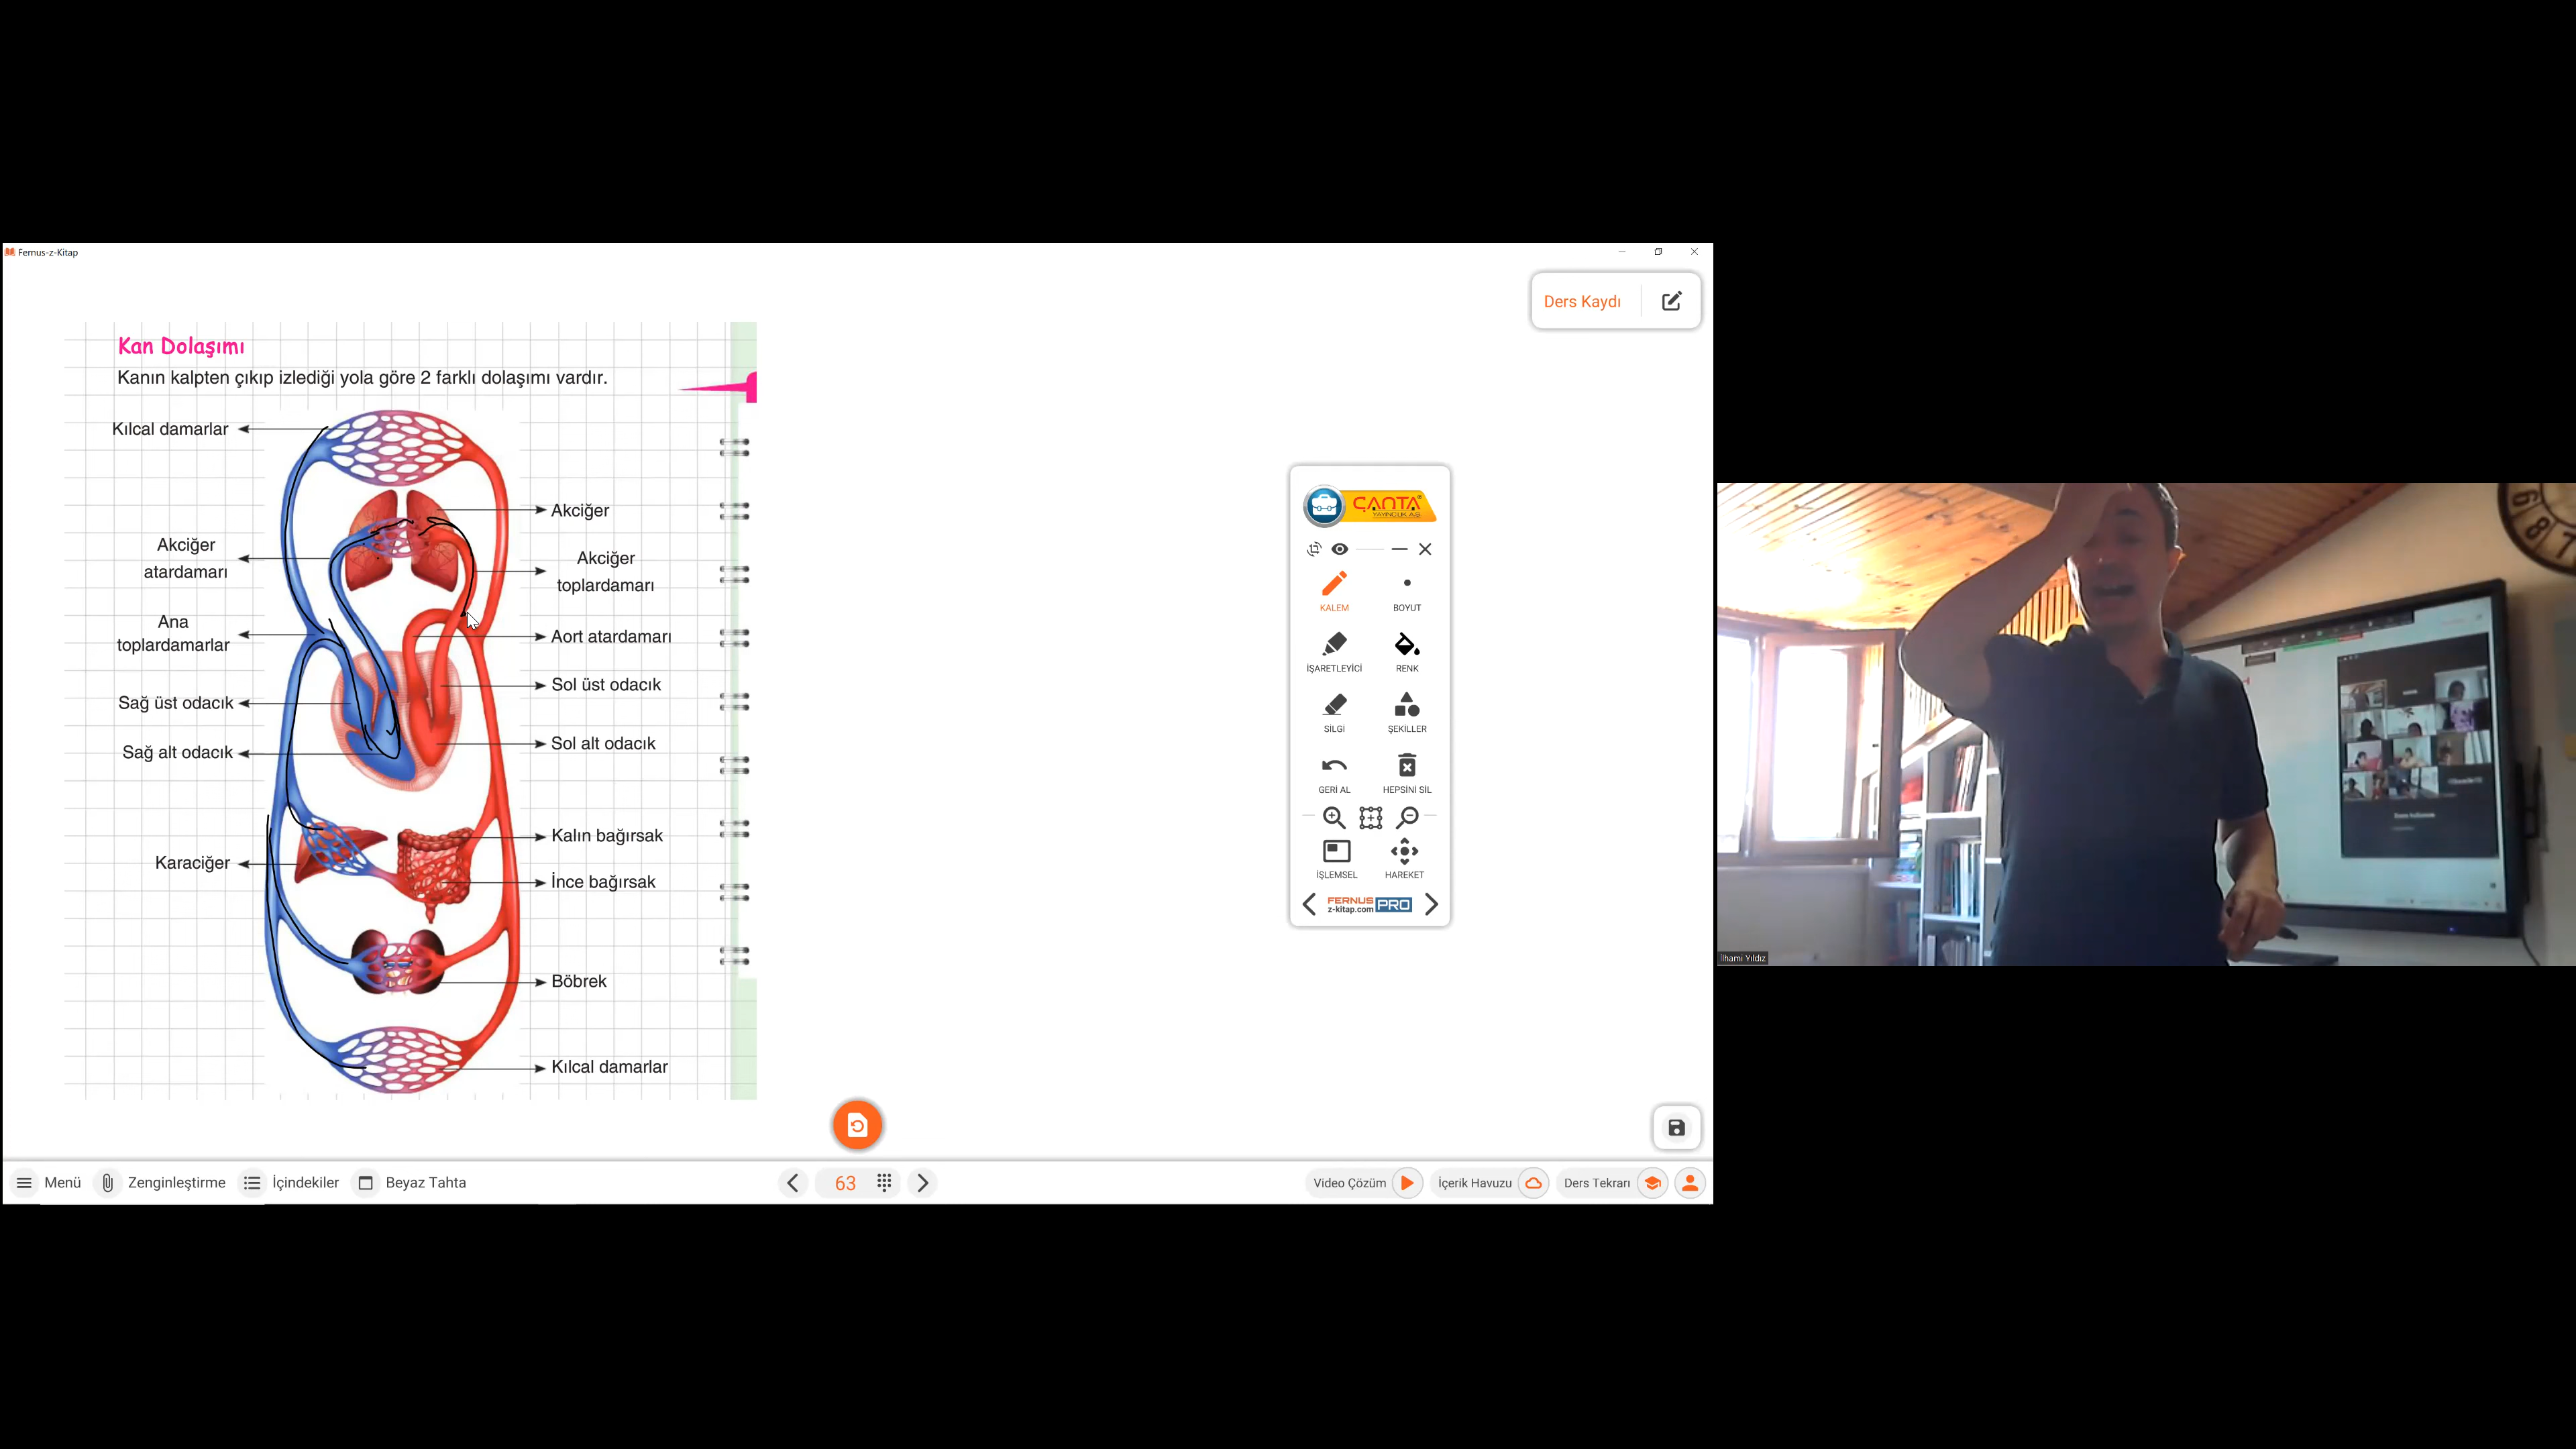 Fernus-z-Kitap
Ders Kaydı
Kan Dolaşımı
Kanın kalpten çıkıp izlediği yola göre 2 farklı dolaşımı vardır.
Kılcal damarlar
Akciğer
Akciğer
atardamarı
Akciğer
toplardamarı
Ana
toplardamarlar
Aort atardamarı
Sağ üst odacık
Sol üst odacık
Sağ alt odacık
Sol alt odacık
Kalın bağırsak
Karaciğer
İnce bağırsak
Böbrek
Kılcal damarlar
ÇANTA
YAYINCILIK A.Ş.
KALEM
BOYUT
İŞARETLEYİCİ
RENK
SİLGİ
ŞEKİLLER
GERİ AL
HEPSİNİ SİL
İŞLEMSEL
HAREKET
FERNUS
z-kitap.com
PRO
İlhami Yıldız
9
8
7
Menü
Zenginleştirme
İçindekiler
Beyaz Tahta
63
Video Çözüm
İçerik Havuzu
Ders Tekrarı